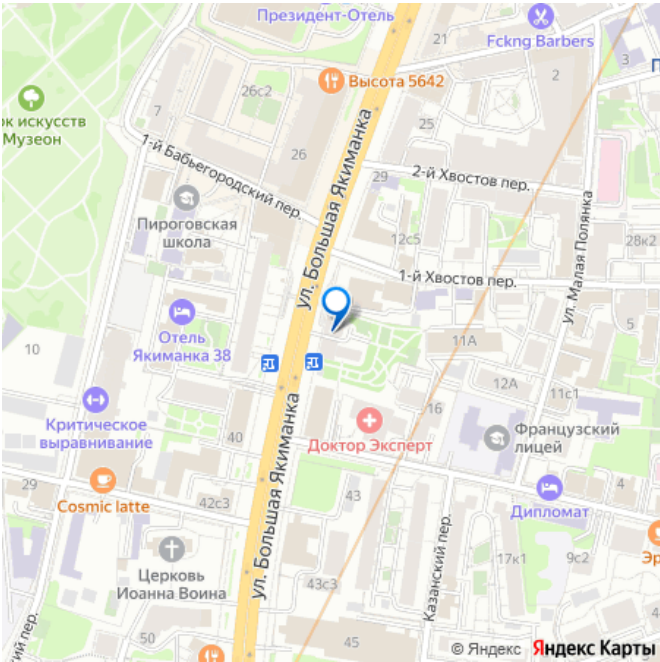 Президент-Отель
21
Fckng Barbers
3
П
2
Высота 5642
26с2
7
ок искусств
Музеон
25
26
1-й Бабьегородский пер.
2-й Хвостов пер.
29
Пироговская
школа
ул. Большая Якиманка
12с5
ул. Малая Полянка
28к2
1-й Хвостов пер.
Отель
Якиманка 38
10
11А
5
12А
11с1
Критическое
выравнивание
16
Доктор Эксперт
Французский
лицей
40
ул. Большая Якиманка
29
Cosmic latte
42с3
43
4
Дипломат
Казанский пер.
17к1
9с2
Эр
Церковь
Иоанна Воина
43с3
50
45
кий пер.
© Яндекс Яндекс Карты